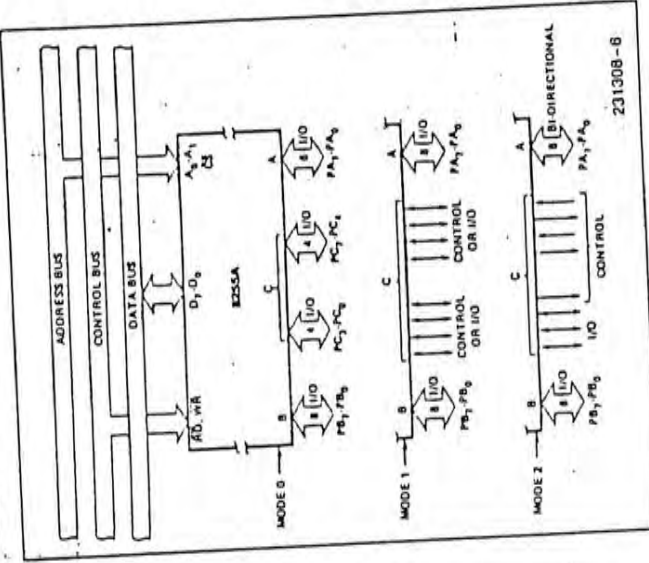 ADDRESS BUS
CONTROL BUS
DATA BUS
RD, WR
D7-D0
A0-A1
CS
8255A
MODE 0
B
C
A
8 I/O
4 I/O
4 I/O
8 I/O
PB7-PB0
PC3-PC0
PC7-PC4
PA7-PA0
MODE 1
B
C
A
8 I/O
8 I/O
PB7-PB0
CONTROL
OR I/O
CONTROL
OR I/O
PA7-PA0
MODE 2
B
C
A
8 I/O
8 BI-DIRECTIONAL
PB7-PB0
I/O
CONTROL
PA7-PA0
231308-6